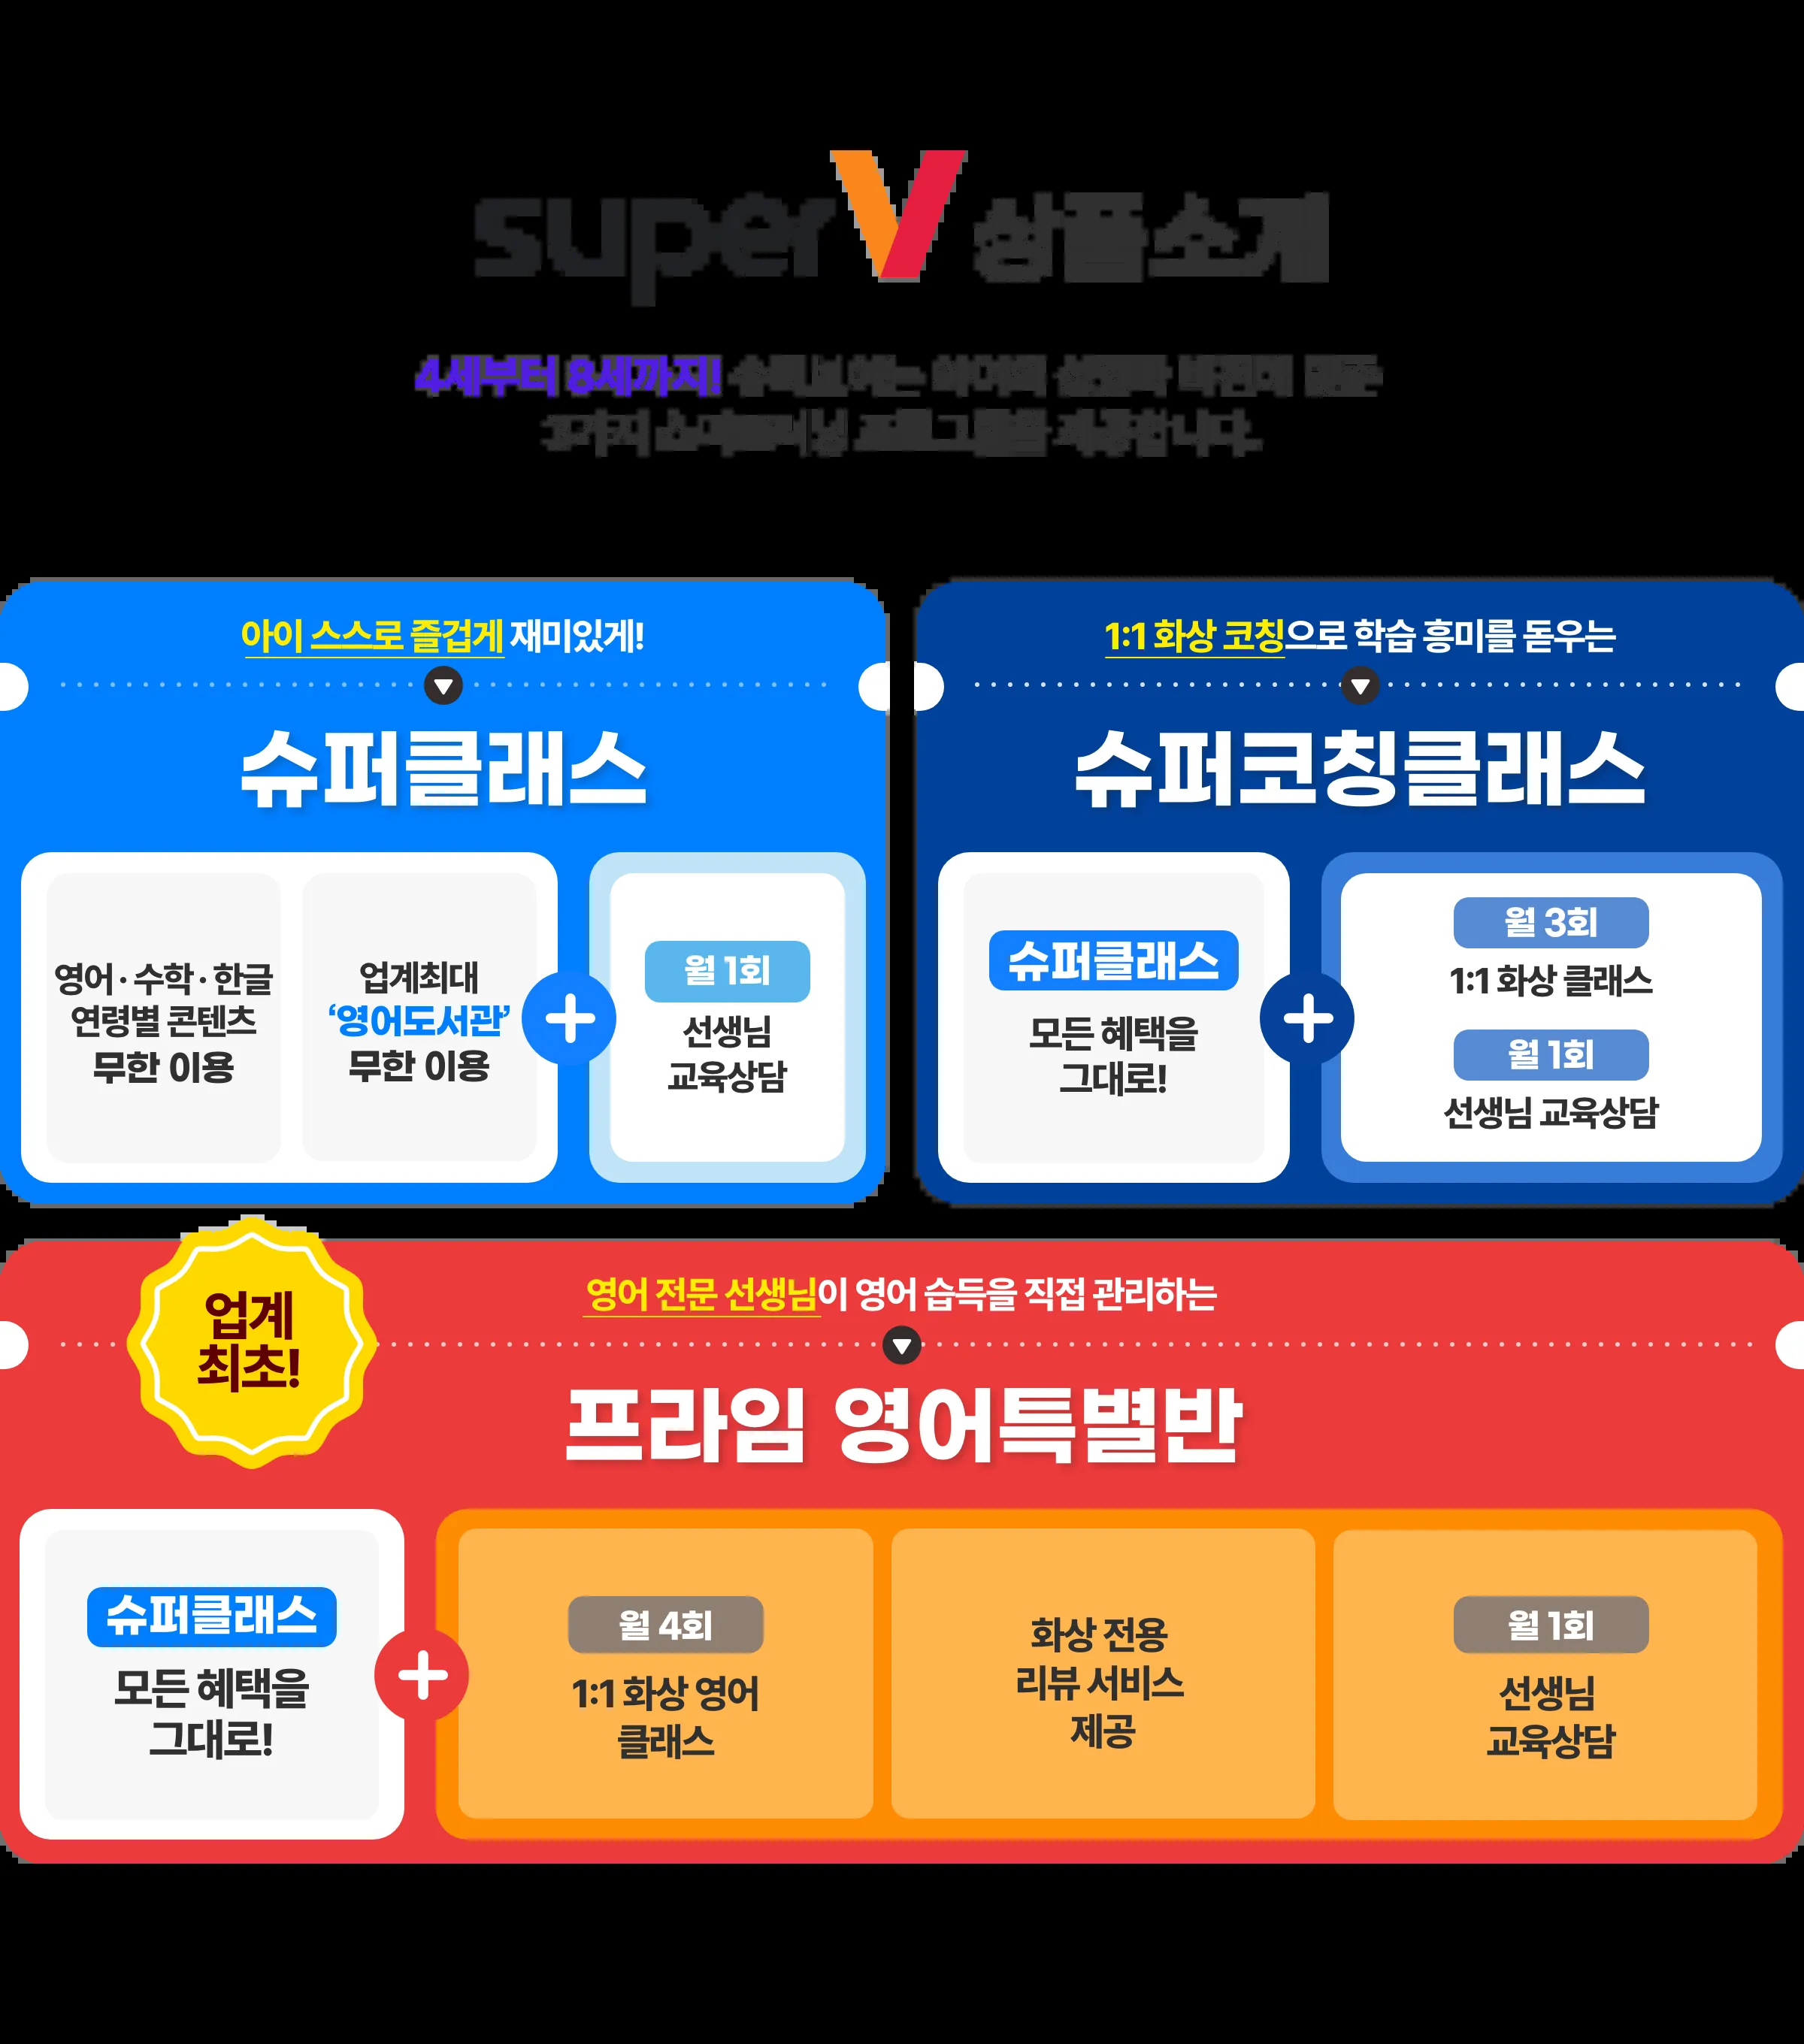 superV 상품소개
4세부터 8세까지! 슈퍼브이는 아이의 성향과 발전에 맞춘
3가지 스마트러닝 프로그램을 제공합니다.
아이 스스로 즐겁게 재미있게!
슈퍼클래스
영어 · 수학 · 한글
연령별 콘텐츠
무한 이용
업계최대
‘영어도서관’
무한 이용
월 1회
선생님
교육상담
1:1 화상 코칭으로 학습 흥미를 돋우는
슈퍼코칭클래스
슈퍼클래스
모든 혜택을
그대로!
월 3회
1:1 화상 클래스
월 1회
선생님 교육상담
업계
최초!
영어 전문 선생님이 영어 습득을 직접 관리하는
프라임 영어특별반
슈퍼클래스
모든 혜택을
그대로!
월 4회
1:1 화상 영어
클래스
화상 전용
리뷰 서비스
제공
월 1회
선생님
교육상담